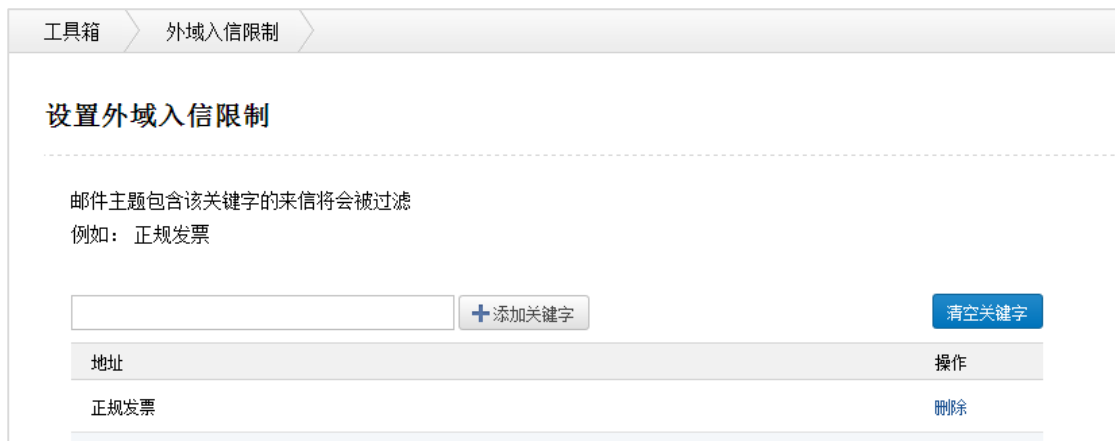 工具箱 外域入信限制
设置外域入信限制
邮件主题包含该关键字的来信将会被过滤
例如： 正规发票
添加关键字 清空关键字
地址 操作
正规发票 删除